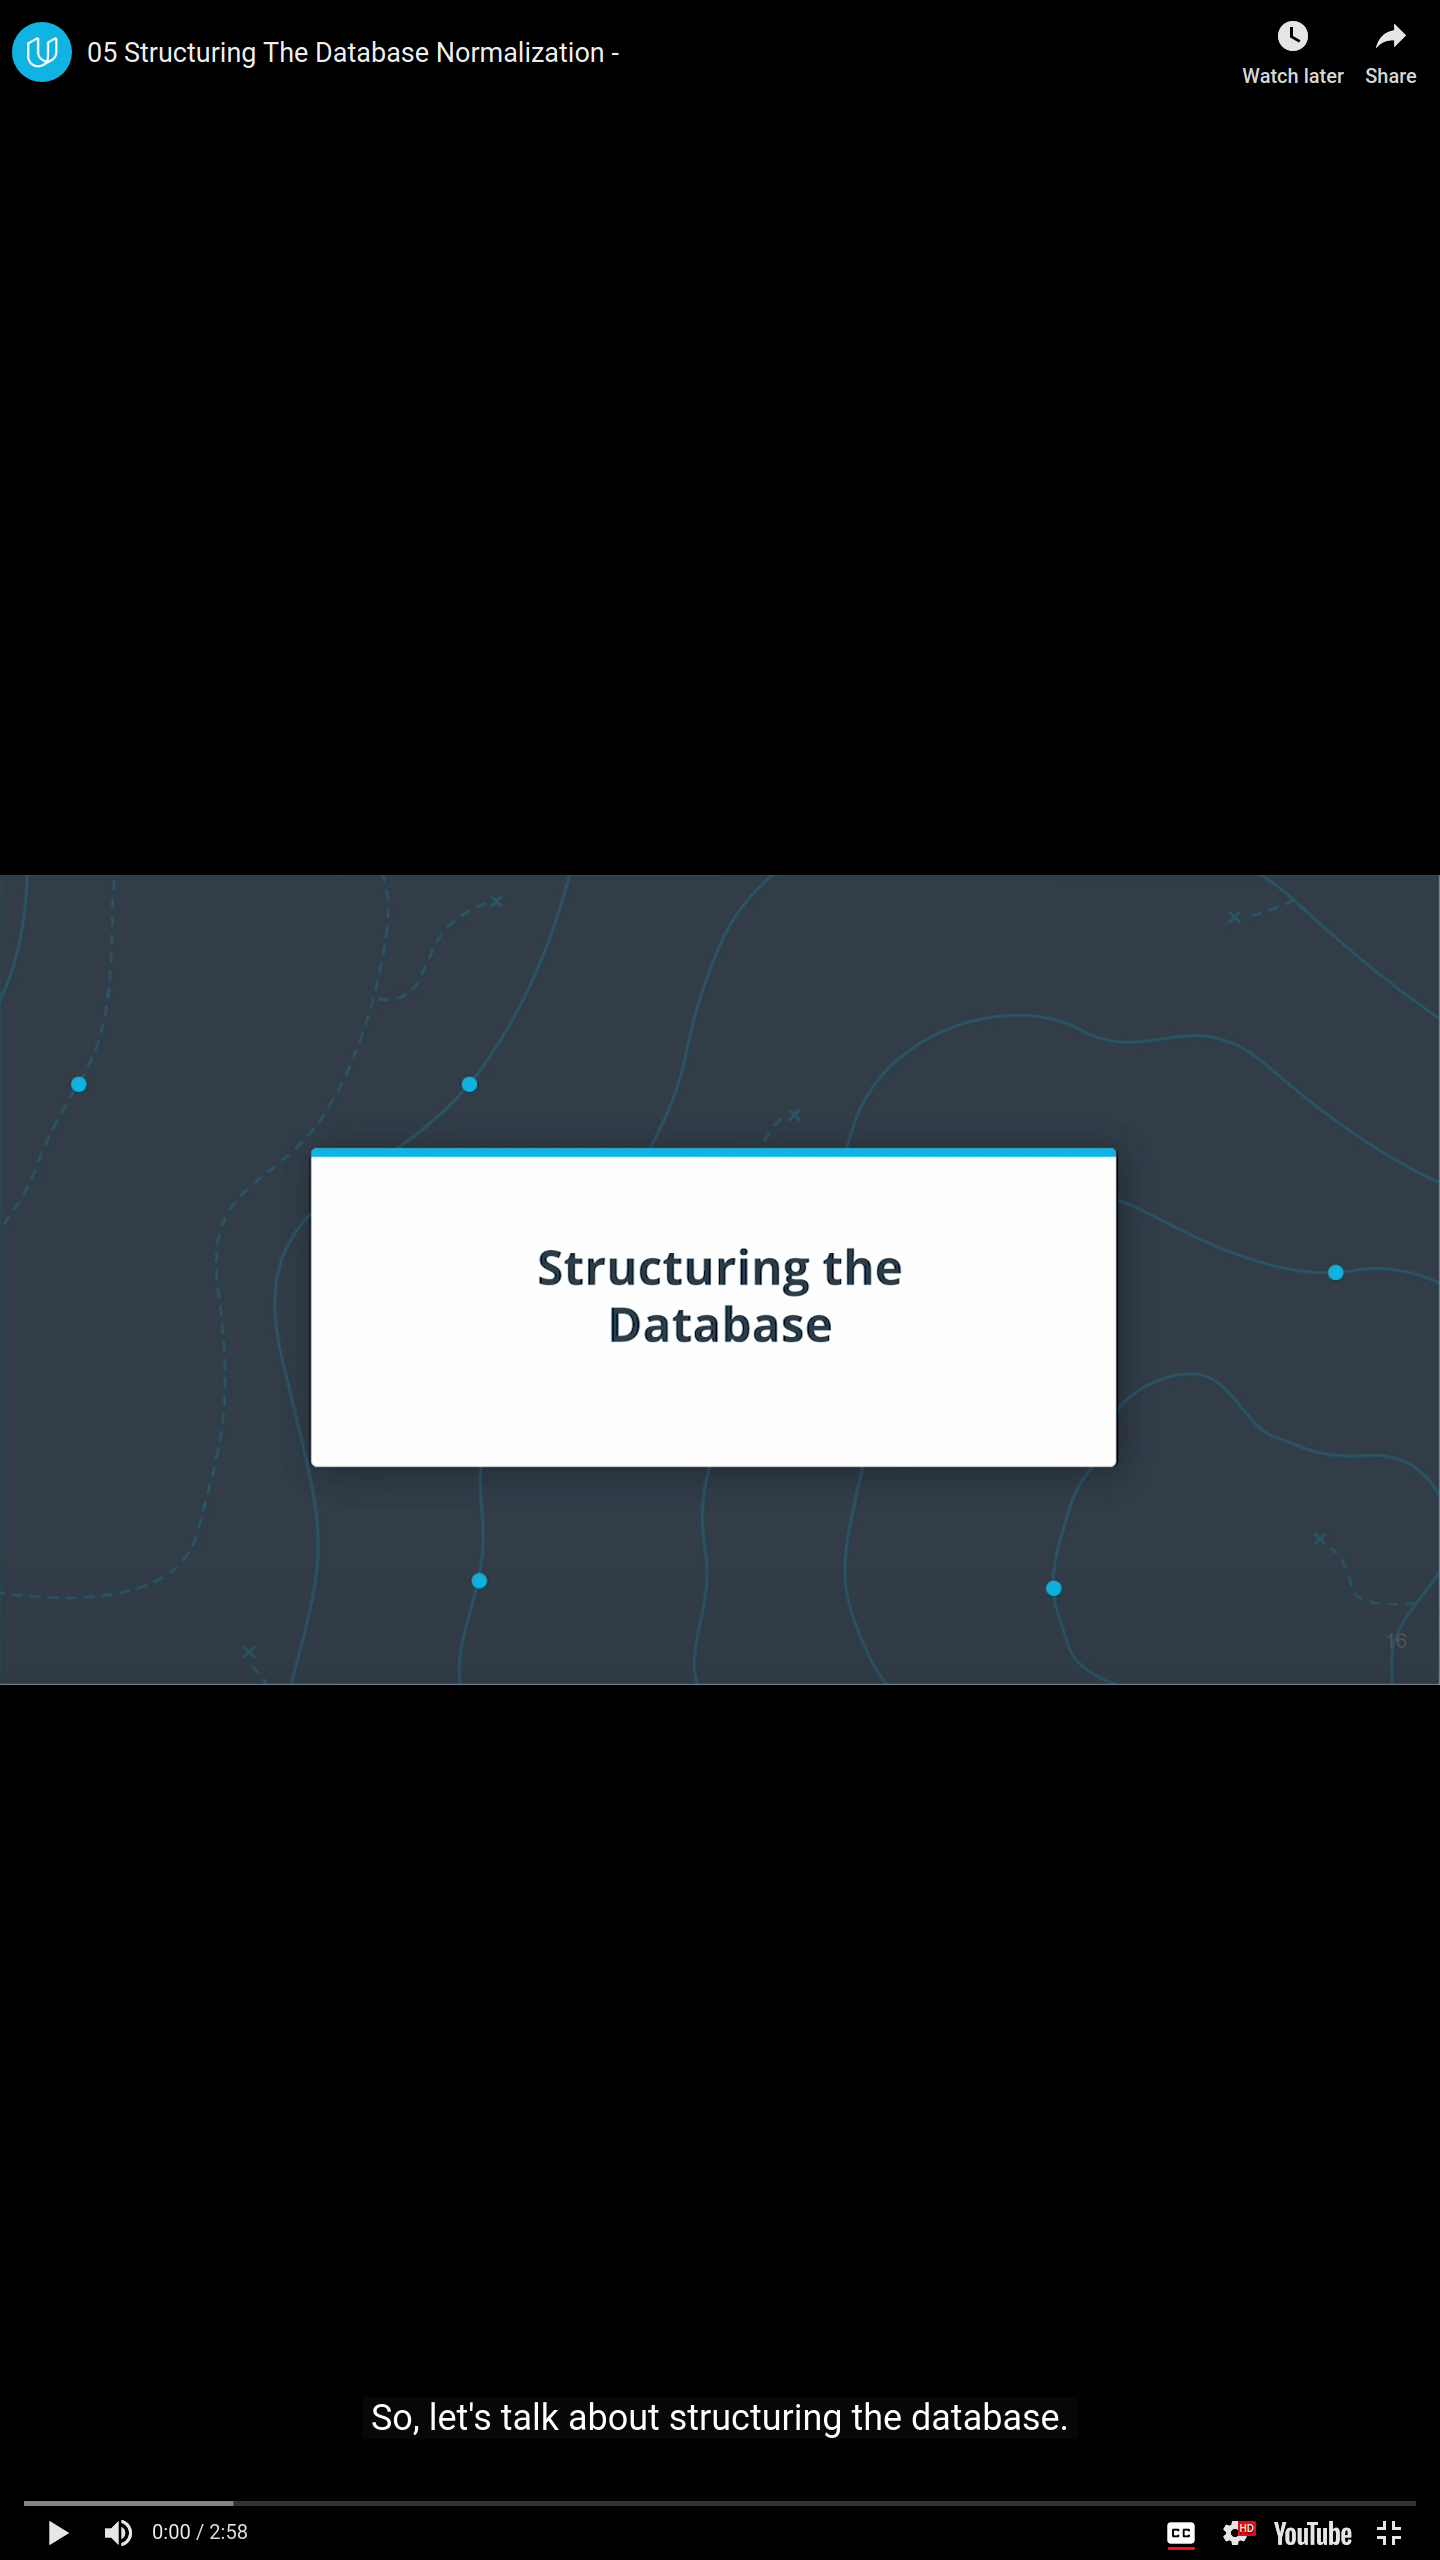 05 Structuring The Database Normalization -
Watch later
Share
Structuring the
Database
16
So, let's talk about structuring the database.
0:00 / 2:58
CC
HD
YouTube